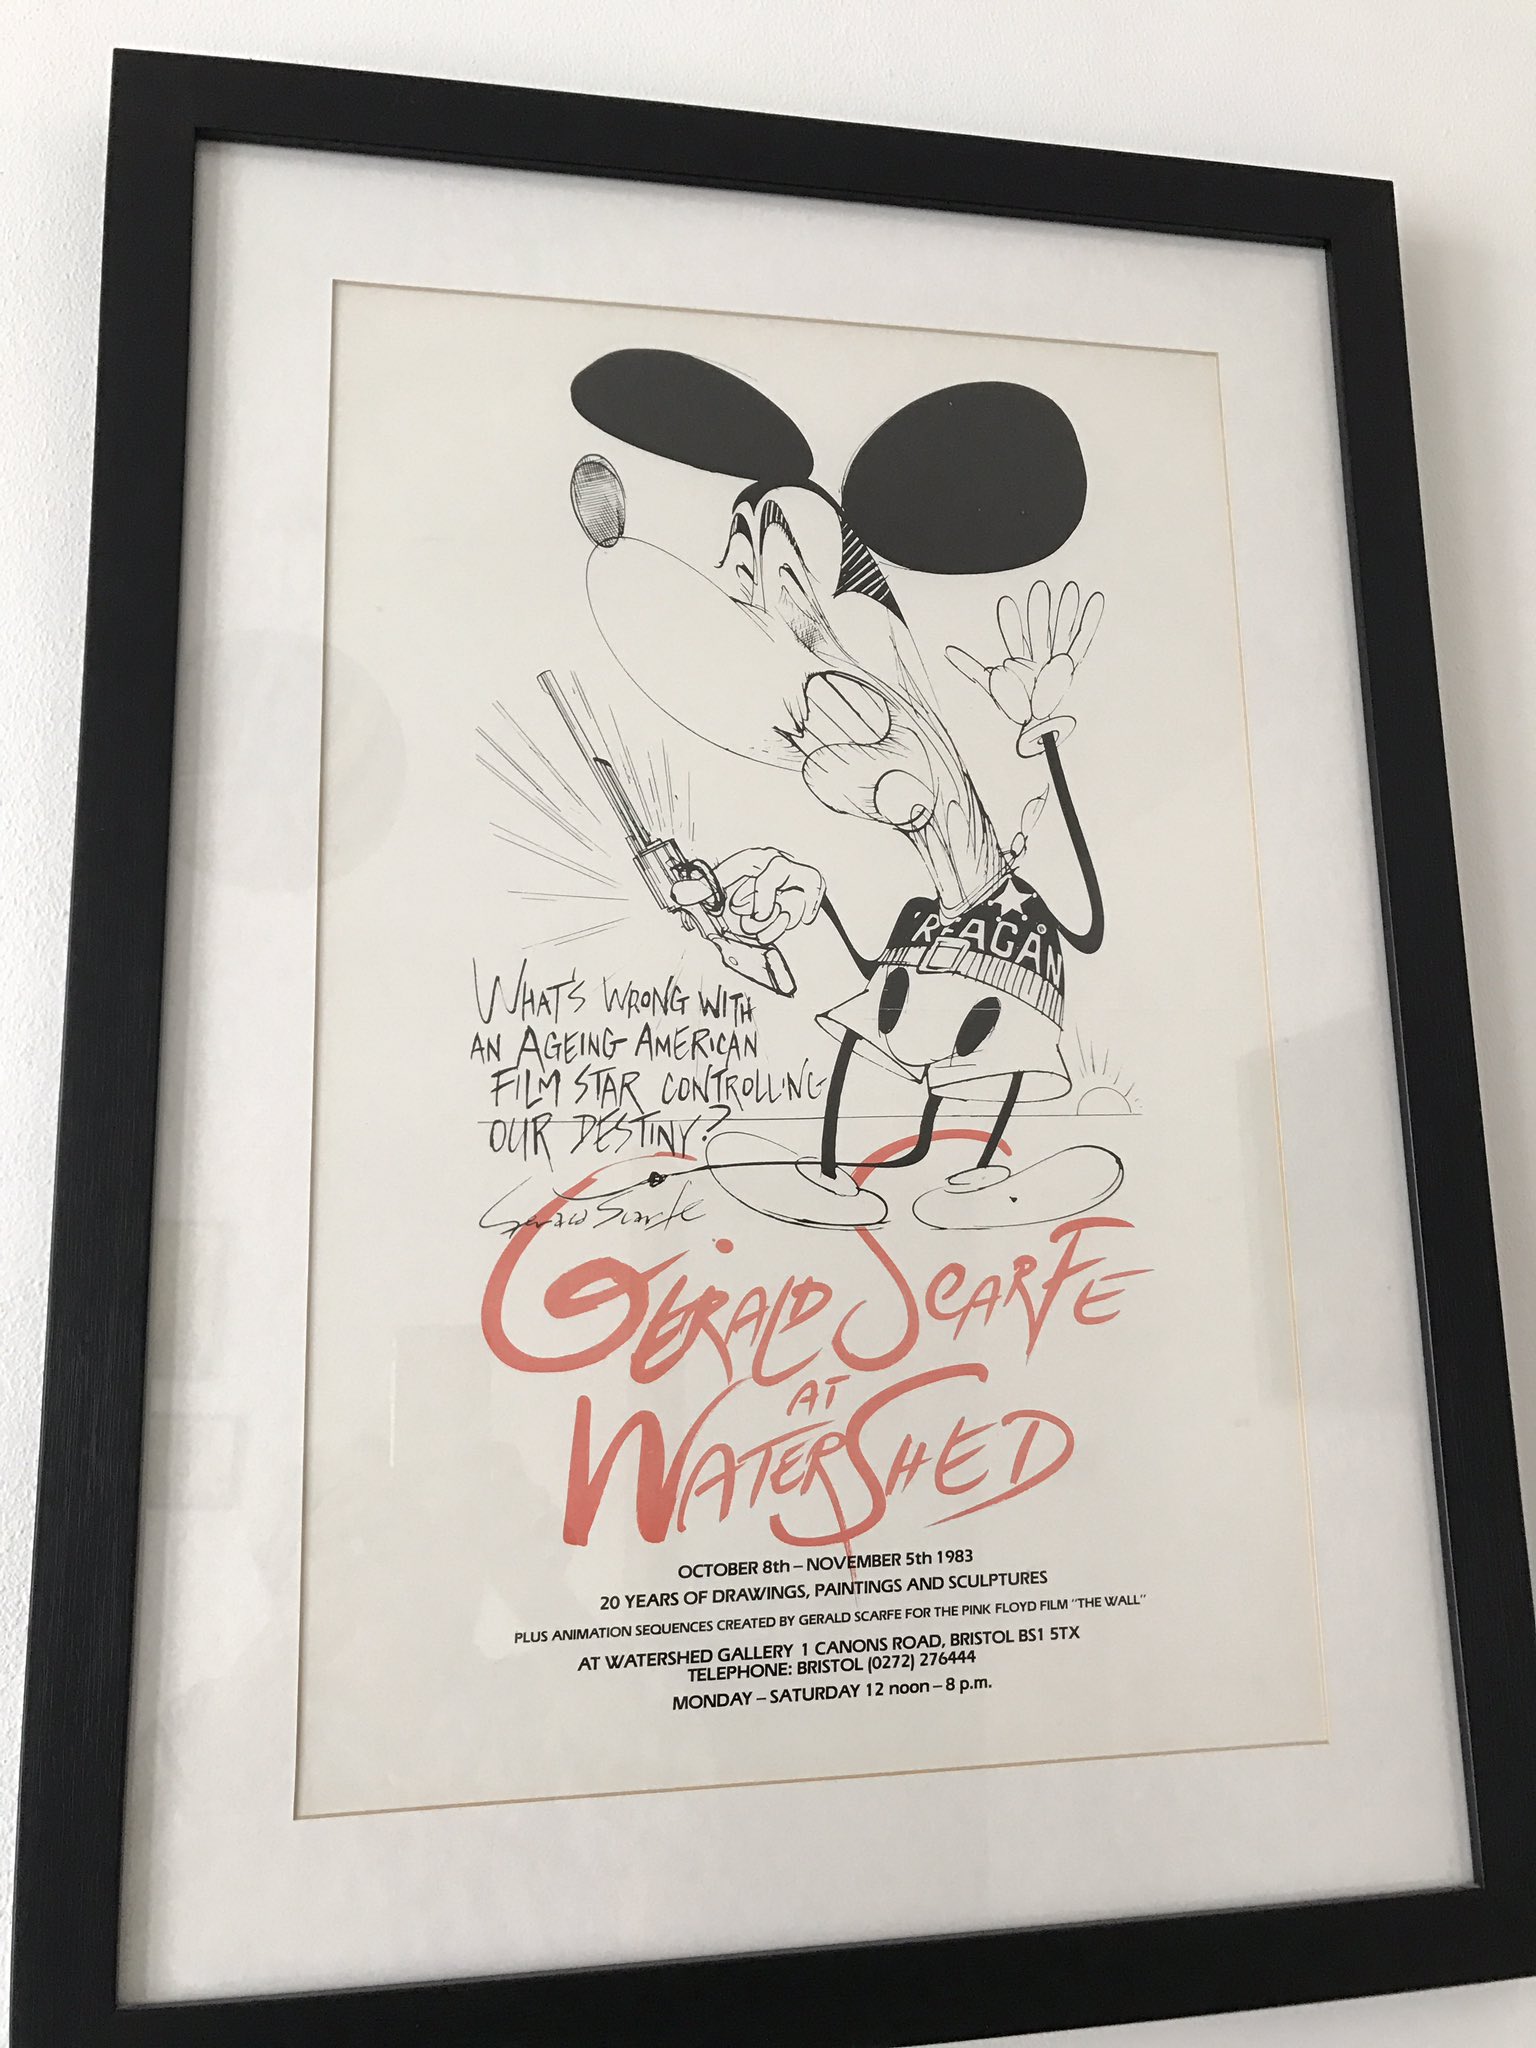 REAGAN
WHAT'S WRONG WITH
AN AGEING AMERICAN
FILM STAR CONTROLLING
OUR DESTINY?
Gerald Scarfe
GERALD SCARFE
AT
WATERSHED
OCTOBER 8th – NOVEMBER 5th 1983
20 YEARS OF DRAWINGS, PAINTINGS AND SCULPTURES
PLUS ANIMATION SEQUENCES CREATED BY GERALD SCARFE FOR THE PINK FLOYD FILM "THE WALL"
AT WATERSHED GALLERY 1 CANONS ROAD, BRISTOL BS1 5TX
TELEPHONE: BRISTOL (0272) 276444
MONDAY – SATURDAY 12 noon – 8 p.m.